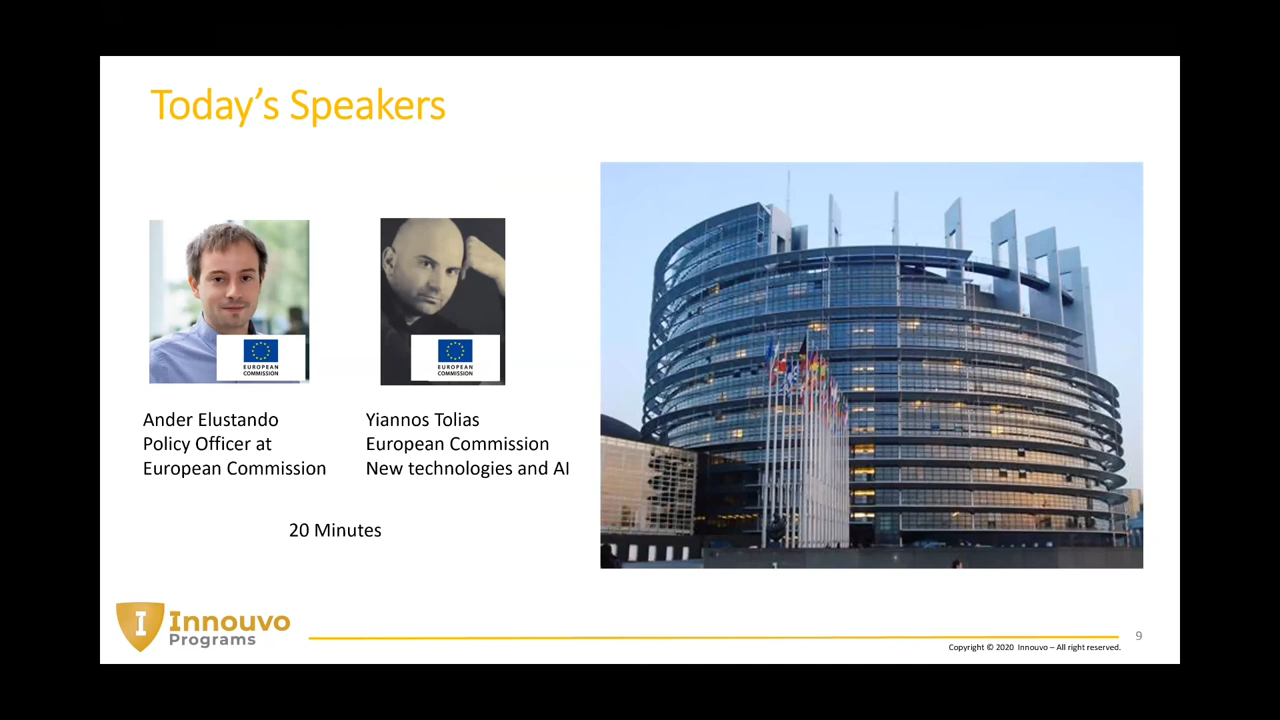 Today's Speakers
EUROPEAN
COMMISSION
EUROPEAN
COMMISSION
Ander Elustando
Policy Officer at
European Commission
Yiannos Tolias
European Commission
New technologies and AI
20 Minutes
I
Innouvo
Programs
9
Copyright © 2020 Innouvo – All right reserved.